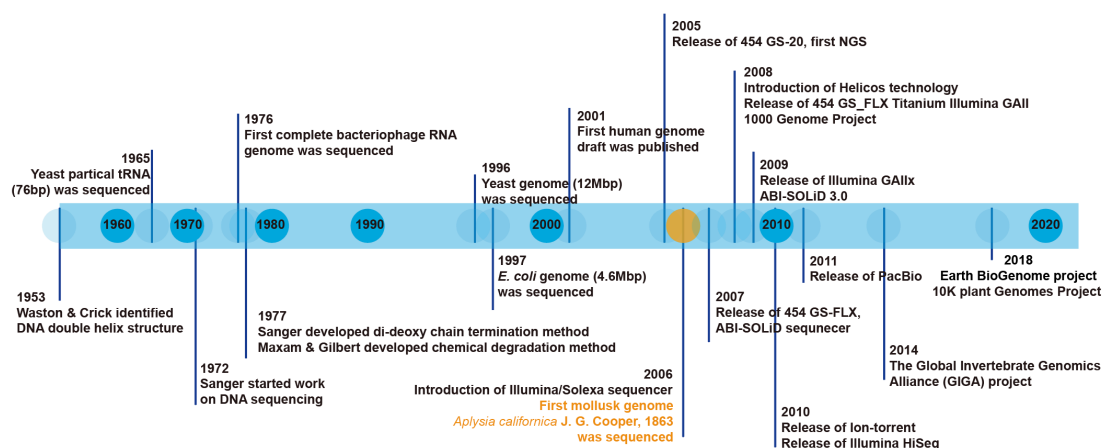 2005
Release of 454 GS-20, first NGS
2008
Introduction of Helicos technology
Release of 454 GS_FLX Titanium Illumina GAII
1000 Genome Project
1976
First complete bacteriophage RNA
genome was sequenced
2001
First human genome
draft was published
1965
Yeast partical tRNA
(76bp) was sequenced
1996
Yeast genome (12Mbp)
was sequenced
2009
Release of Illumina GAIIx
ABI-SOLiD 3.0
1960
1970
1980
1990
2000
2010
2020
1953
Waston & Crick identified
DNA double helix structure
1997
E. coli genome (4.6Mbp)
was sequenced
2011
Release of PacBio
2018
Earth BioGenome project
10K plant Genomes Project
1977
Sanger developed di-deoxy chain termination method
Maxam & Gilbert developed chemical degradation method
2007
Release of 454 GS-FLX,
ABI-SOLiD sequnecer
1972
Sanger started work
on DNA sequencing
2014
The Global Invertebrate Genomics
Alliance (GIGA) project
2006
Introduction of Illumina/Solexa sequencer
First mollusk genome
Aplysia californica J. G. Cooper, 1863
was sequenced
2010
Release of Ion-torrent
Release of Illumina HiSeq